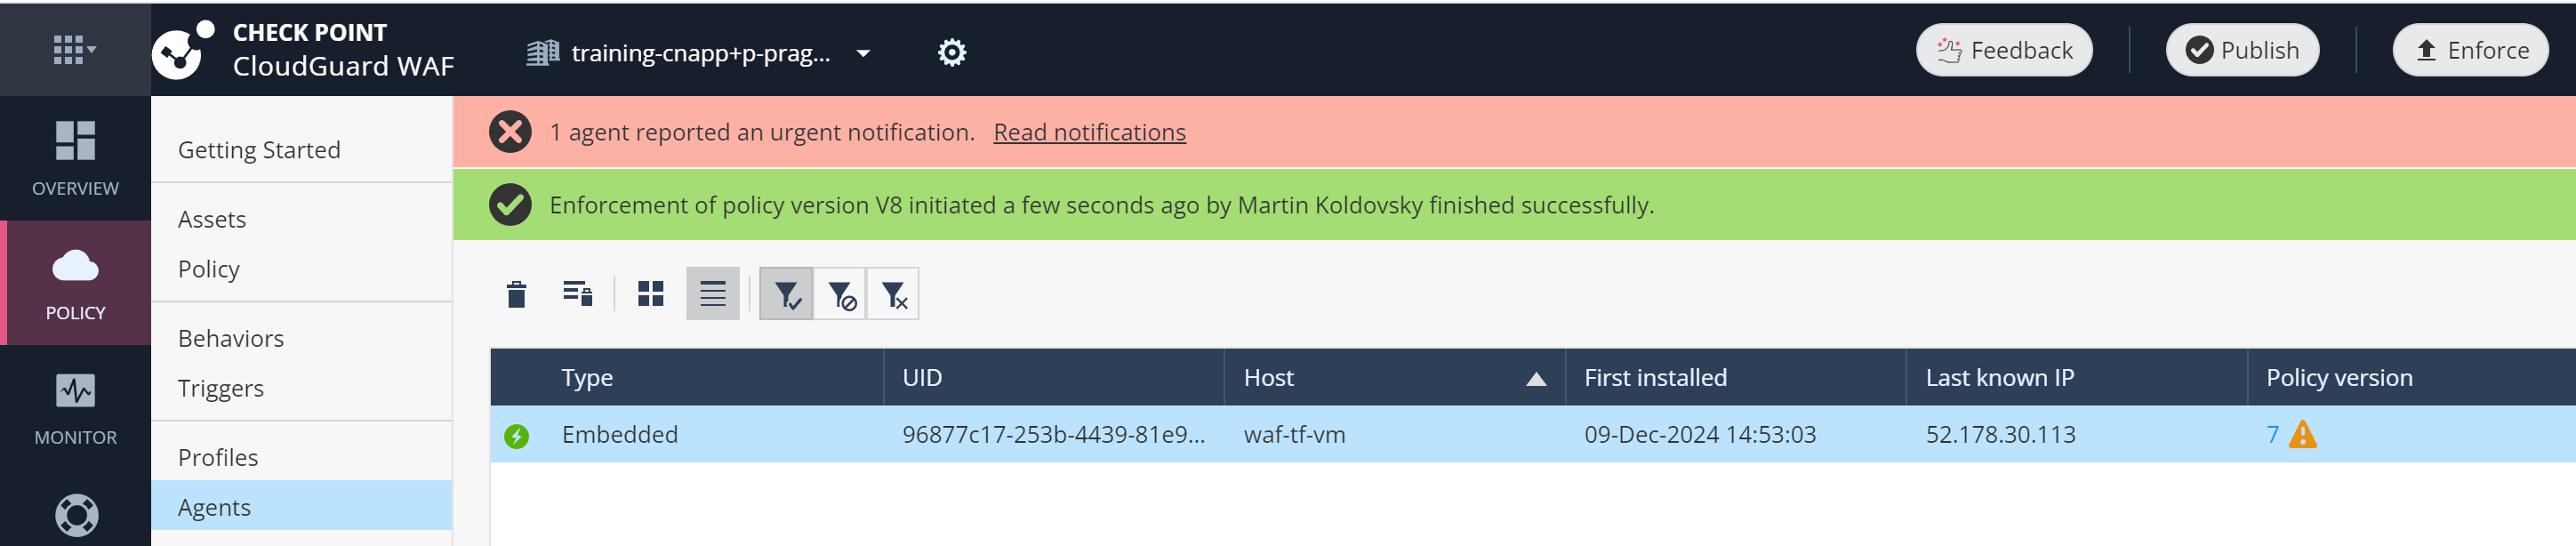 CHECK POINT
CloudGuard WAF
training-cnapp+p-prag...
Feedback
Publish
Enforce
OVERVIEW
POLICY
MONITOR
Getting Started
Assets
Policy
Behaviors
Triggers
Profiles
Agents
1 agent reported an urgent notification. Read notifications
Enforcement of policy version V8 initiated a few seconds ago by Martin Koldovsky finished successfully.
Type UID Host First installed Last known IP Policy version
Embedded 96877c17-253b-4439-81e9... waf-tf-vm 09-Dec-2024 14:53:03 52.178.30.113 7